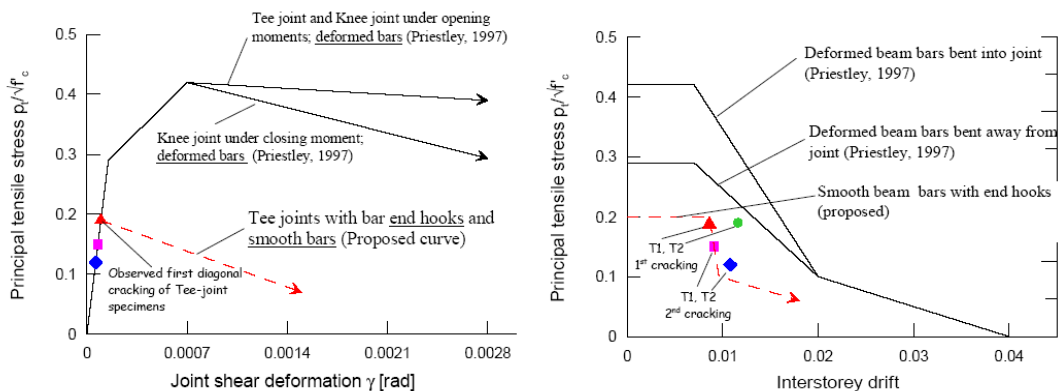 Tee joint and Knee joint under opening
moments; deformed bars (Priestley, 1997)
0.5
0.4
0.3
0.2
0.1
0
Principal tensile stress pt/√f'c
Knee joint under closing moment;
deformed bars (Priestley, 1997)
Tee joints with bar end hooks and
smooth bars (Proposed curve)
Observed first diagonal
cracking of Tee-joint
specimens
0
0.0007
0.0014
0.0021
0.0028
Joint shear deformation γ [rad]
0.5
0.4
0.3
0.2
0.1
0
Principal tensile stress pt/√f'c
Deformed beam bars bent into joint
(Priestley, 1997)
Deformed beam bars bent away from
joint (Priestley, 1997)
Smooth beam bars with end hooks
(proposed)
T1, T2
1st cracking
T1, T2
2nd cracking
0
0.01
0.02
0.03
0.04
Interstorey drift